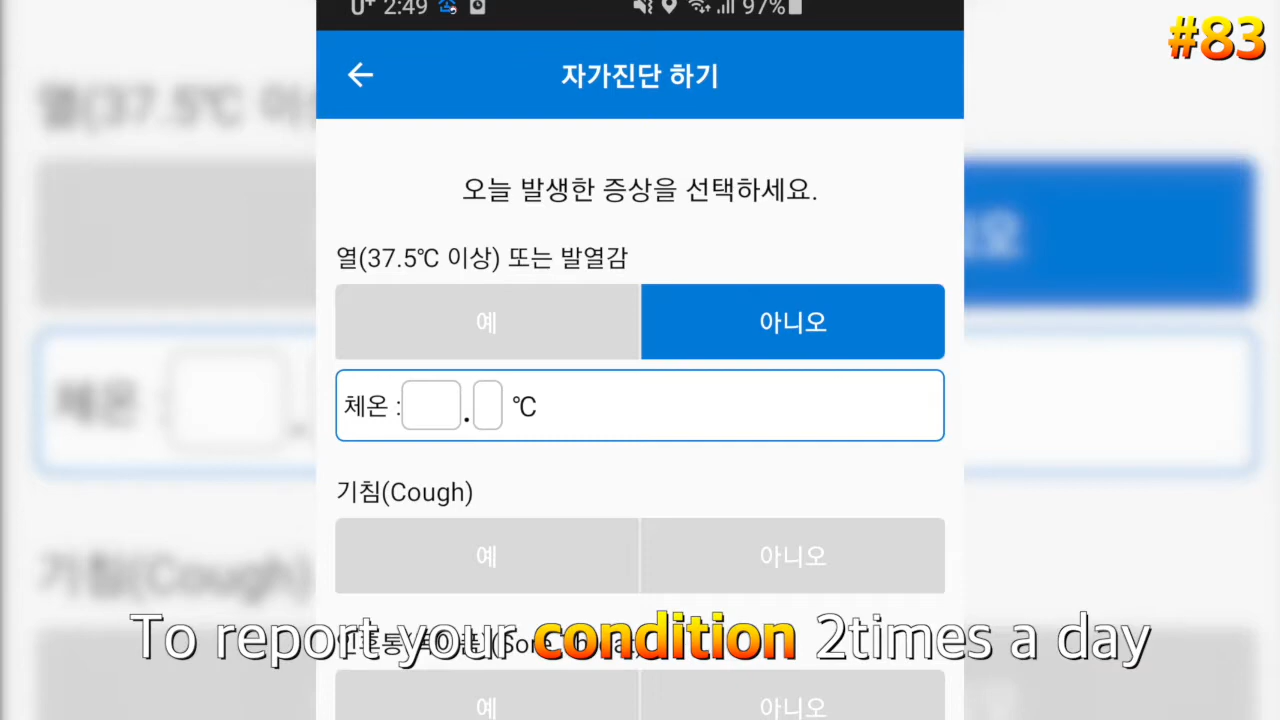 U+ 2:49 97%
#83
자가진단 하기
오늘 발생한 증상을 선택하세요.
열(37.5℃ 이상) 또는 발열감
예 아니오
체온 : . ℃
기침(Cough)
예 아니오
To report your condition 2times a day
예 아니오